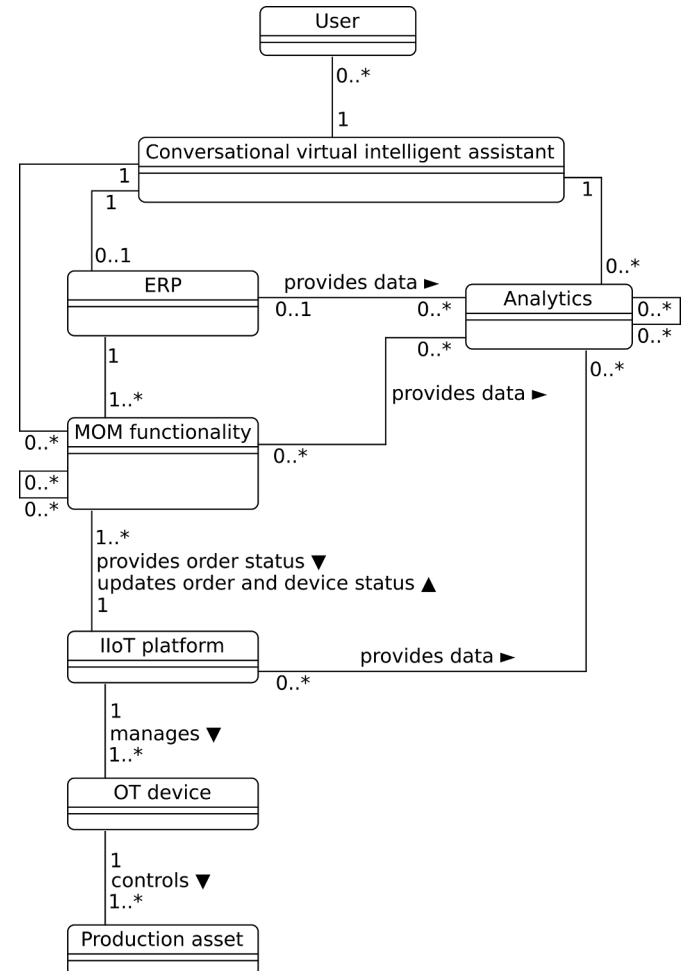 User
0..*
1
Conversational virtual intelligent assistant
1
1
1
0..1
0..*
ERP
provides data ►
Analytics
0..1
0..*
0..*
0..*
1
0..*
0..*
provides data ►
1..*
MOM functionality
0..*
0..*
0..*
0..*
1..*
provides order status ▼
updates order and device status ▲
1
IIoT platform
provides data ►
0..*
1
manages ▼
1..*
OT device
1
controls ▼
1..*
Production asset